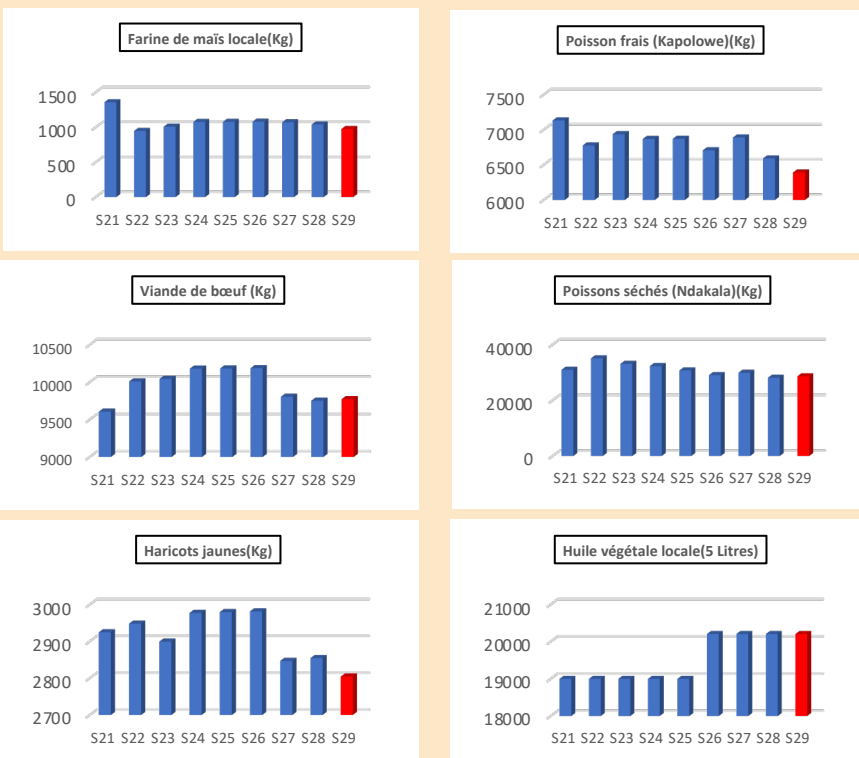 Farine de maïs locale(Kg)
1500
1000
500
0
S21 S22 S23 S24 S25 S26 S27 S28 S29
Poisson frais (Kapolowe)(Kg)
7500
7000
6500
6000
S21 S22 S23 S24 S25 S26 S27 S28 S29
Viande de bœuf (Kg)
10500
10000
9500
9000
S21 S22 S23 S24 S25 S26 S27 S28 S29
Poissons séchés (Ndakala)(Kg)
40000
20000
0
S21 S22 S23 S24 S25 S26 S27 S28 S29
Haricots jaunes(Kg)
3000
2900
2800
2700
S21 S22 S23 S24 S25 S26 S27 S28 S29
Huile végétale locale(5 Litres)
21000
20000
19000
18000
S21 S22 S23 S24 S25 S26 S27 S28 S29